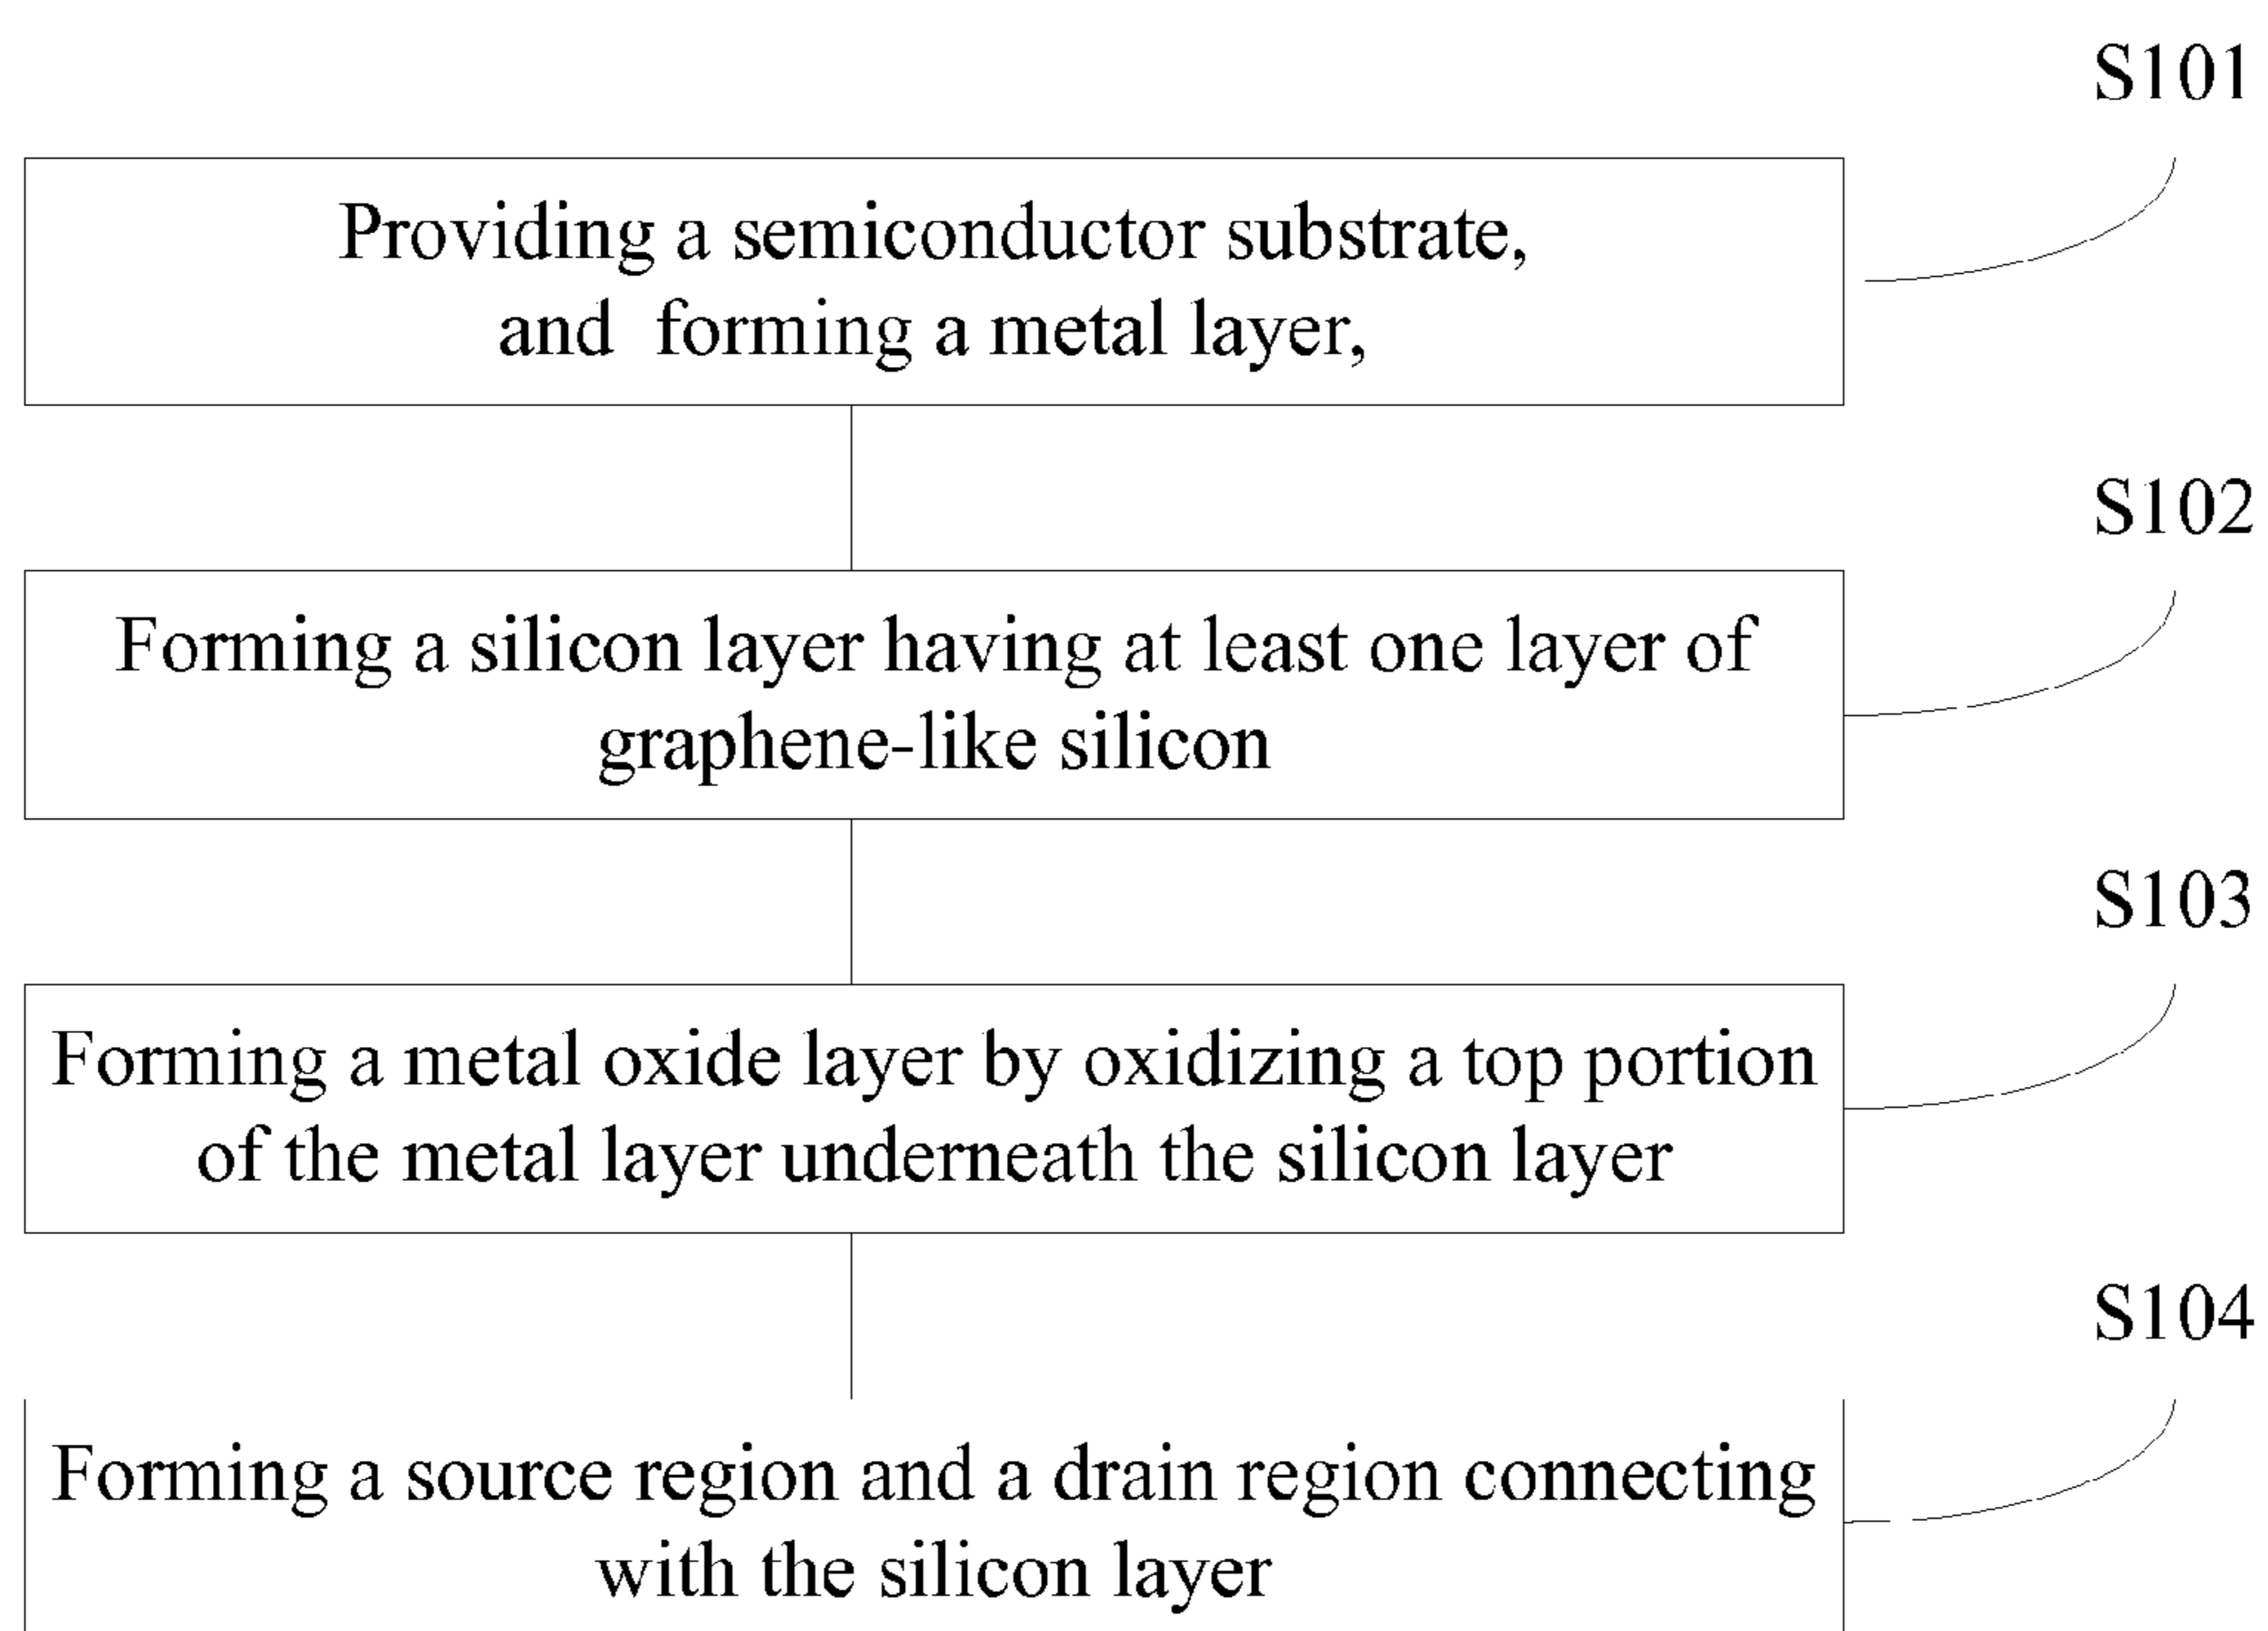 S101
Providing a semiconductor substrate,
and forming a metal layer,
S102
Forming a silicon layer having at least one layer of
graphene-like silicon
S103
Forming a metal oxide layer by oxidizing a top portion
of the metal layer underneath the silicon layer
S104
Forming a source region and a drain region connecting
with the silicon layer